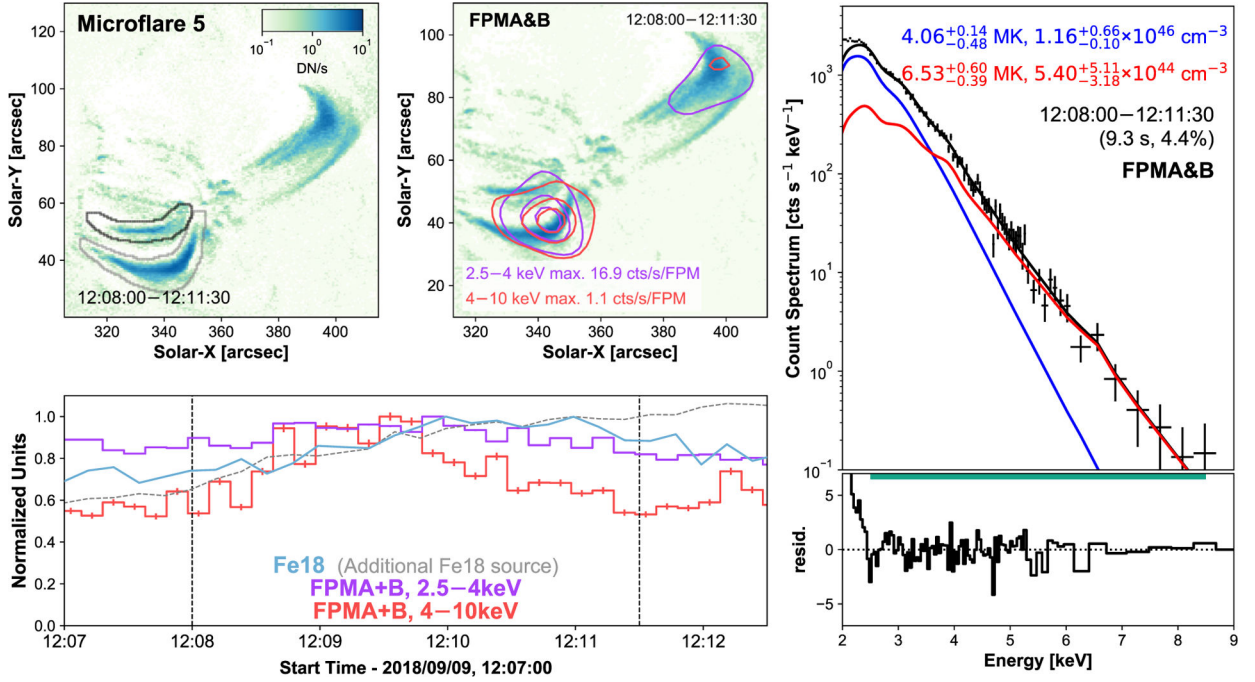 Microflare 5
10⁻¹ 10⁰ 10¹
DN/s
120
100
80
60
40
Solar-Y [arcsec]
12:08:00−12:11:30
320 340 360 380 400
Solar-X [arcsec]
FPMA&B
12:08:00−12:11:30
100
80
60
40
20
Solar-Y [arcsec]
2.5−4 keV max. 16.9 cts/s/FPM
4−10 keV max. 1.1 cts/s/FPM
320 340 360 380 400
Solar-X [arcsec]
4.06+0.14−0.48 MK, 1.16+0.66−0.10×10⁴⁶ cm⁻³
6.53+0.60−0.39 MK, 5.40+5.11−3.18×10⁴⁴ cm⁻³
12:08:00−12:11:30
(9.3 s, 4.4%)
FPMA&B
10³
10²
10¹
10⁰
10⁻¹
Count Spectrum [cts s⁻¹ keV⁻¹]
5
0
−5
resid.
2 3 4 5 6 7 8 9
Energy [keV]
1.0
0.8
0.6
0.4
0.2
0.0
Normalized Units
Fe18 (Additional Fe18 source)
FPMA+B, 2.5−4keV
FPMA+B, 4−10keV
12:07 12:08 12:09 12:10 12:11 12:12
Start Time - 2018/09/09, 12:07:00